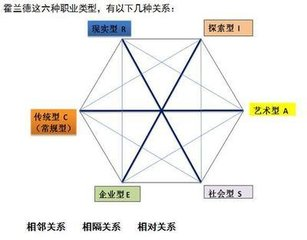 霍兰德这六种职业类型，有以下几种关系：
现实型 R
探索型 I
传统型 C
（常规型）
艺术型 A
企业型 E
社会型 S
相邻关系 相隔关系 相对关系